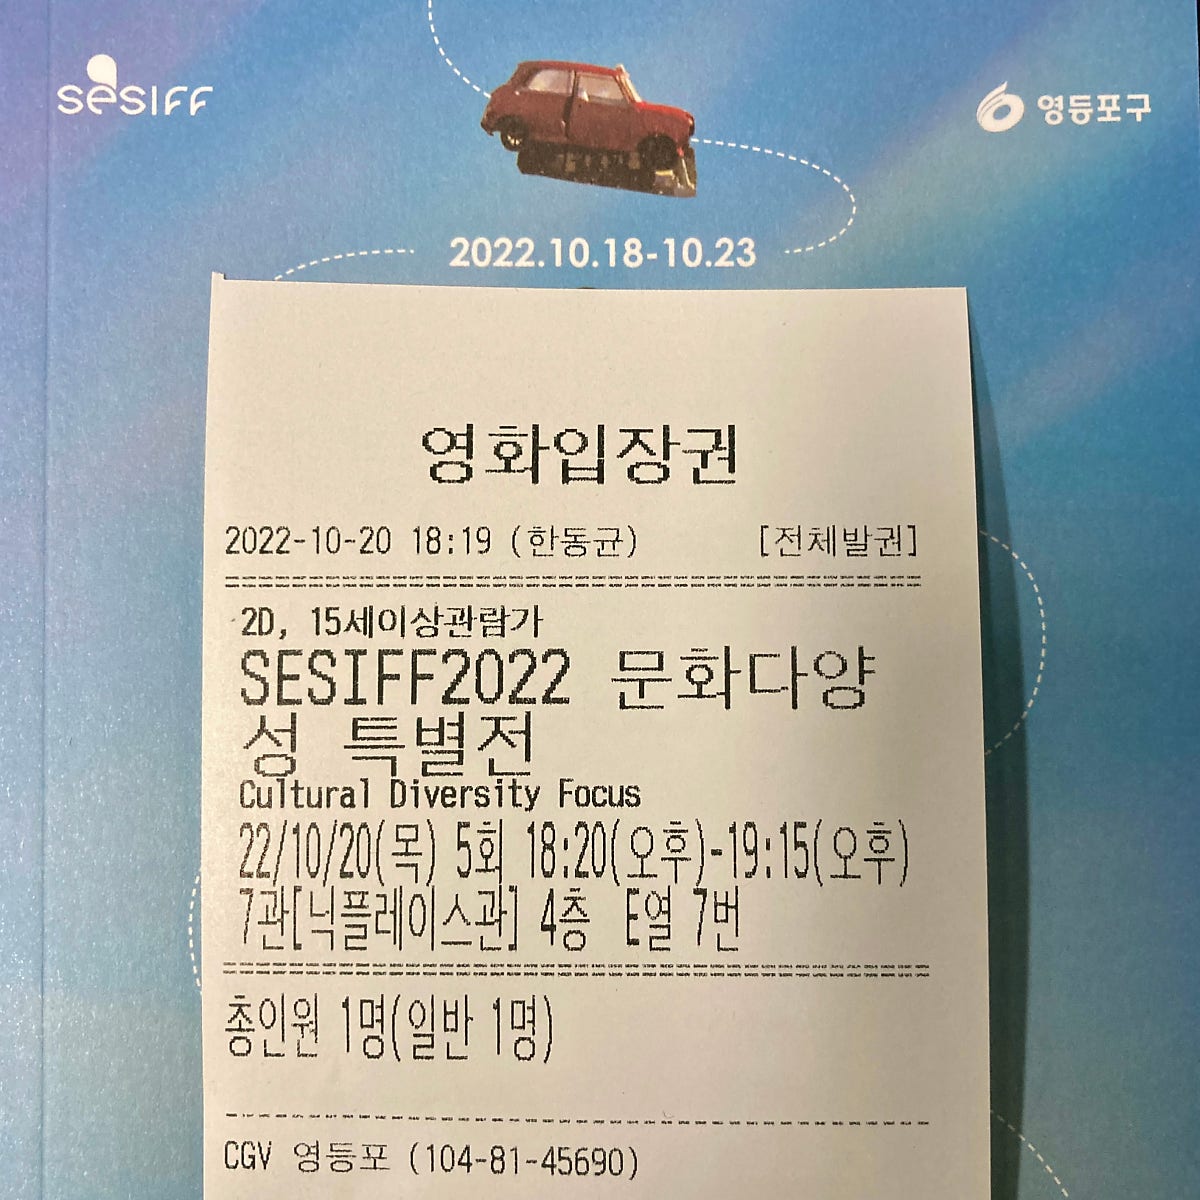 SESIFF
영등포구
2022.10.18-10.23
영화입장권
2022-10-20 18:19 (한동균) [전체발권]
2D, 15세이상관람가
SESIFF2022 문화다양
성 특별전
Cultural Diversity Focus
22/10/20(목) 5회 18:20(오후)-19:15(오후)
7관[닉플레이스관] 4층 E열 7번
총인원 1명(일반 1명)
CGV 영등포 (104-81-45690)